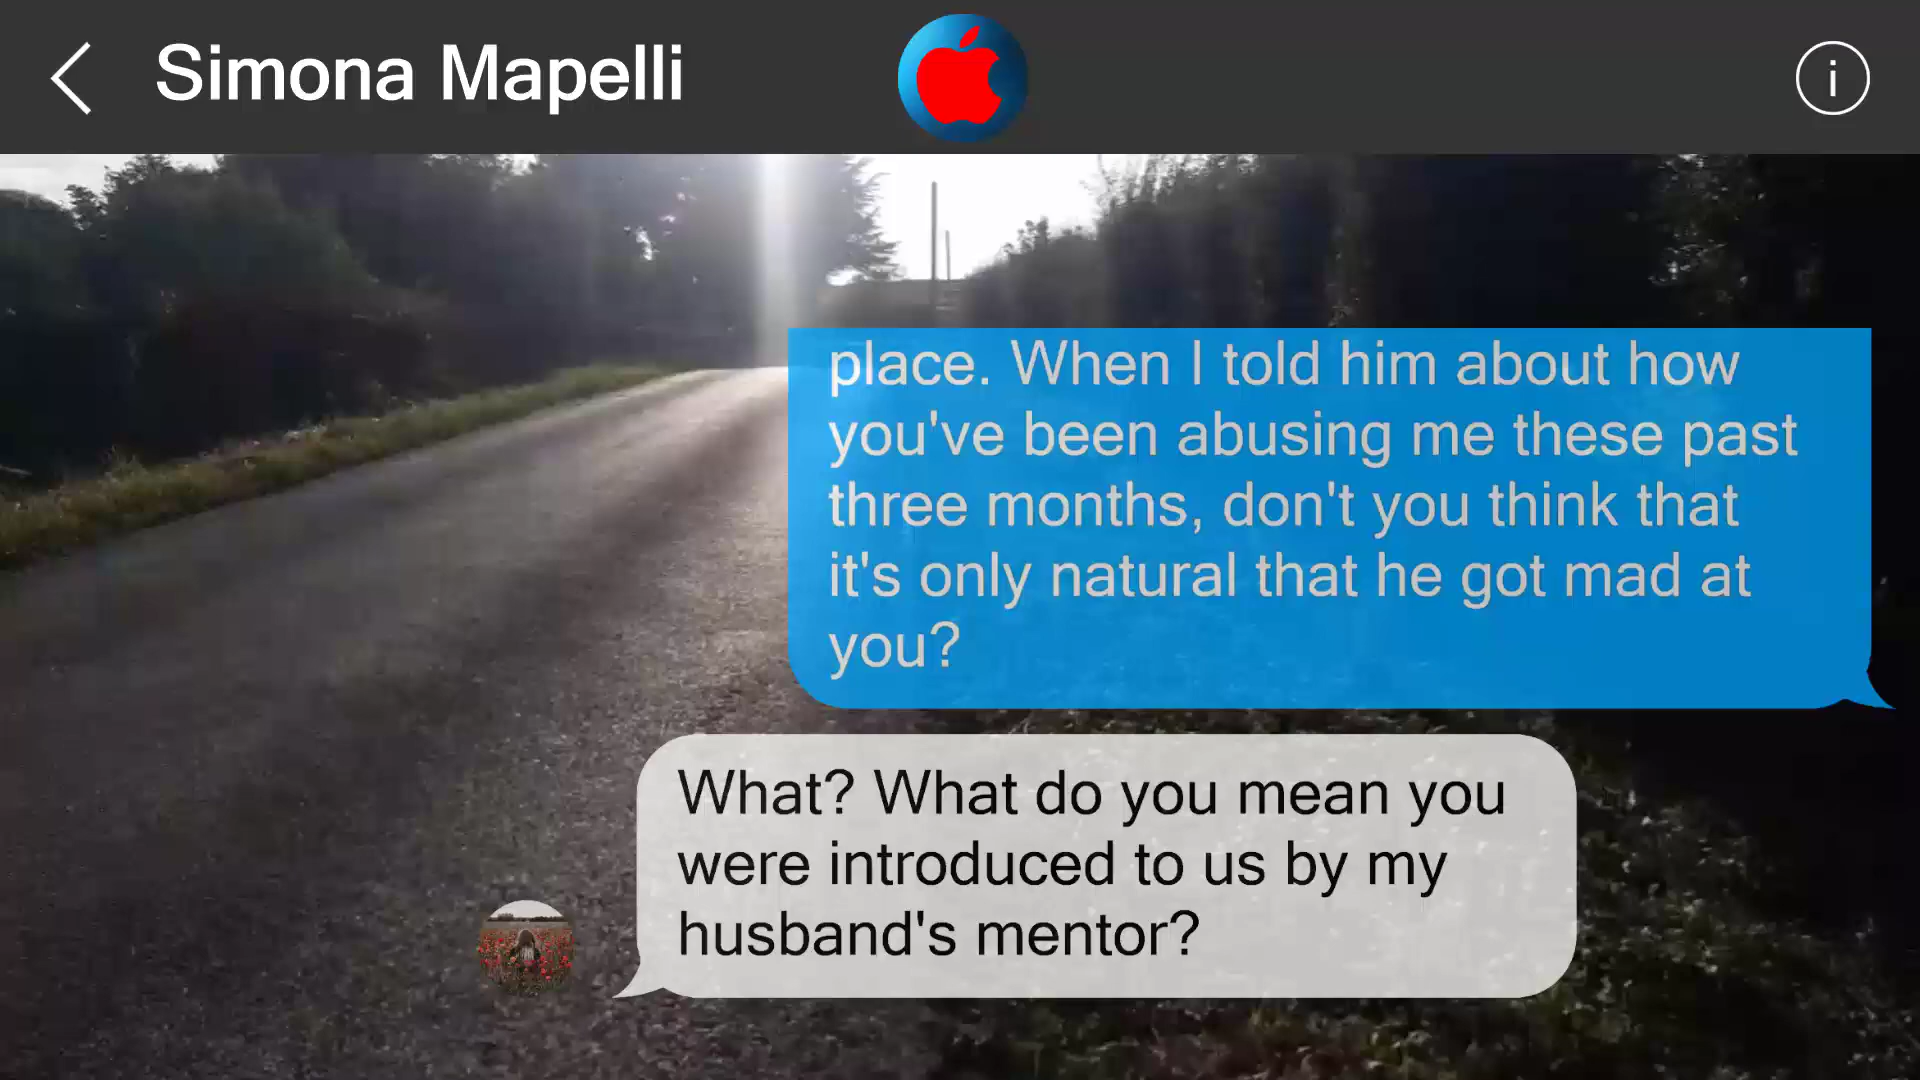 Simona Mapelli
i
place. When I told him about how
you've been abusing me these past
three months, don't you think that
it's only natural that he got mad at
you?
What? What do you mean you
were introduced to us by my
husband's mentor?